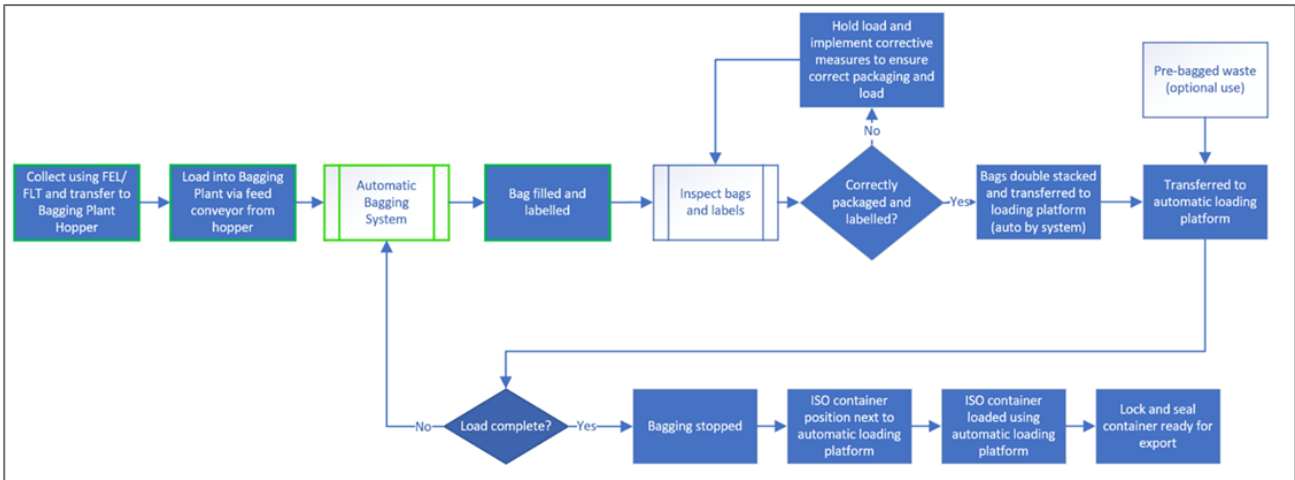 Hold load and
implement corrective
measures to ensure
correct packaging and
load
Pre-bagged waste
(optional use)
No
Collect using FEL/
FLT and transfer to
Bagging Plant
Hopper
Load into Bagging
Plant via feed
conveyor from
hopper
Automatic
Bagging
System
Bag filled and
labelled
Inspect bags
and labels
Correctly
packaged and
labelled?
Yes
Bags double stacked
and transferred to
loading platform
(auto by system)
Transferred to
automatic loading
platform
No
Load complete?
Yes
Bagging stopped
ISO container
position next to
automatic loading
platform
ISO container
loaded using
automatic loading
platform
Lock and seal
container ready for
export